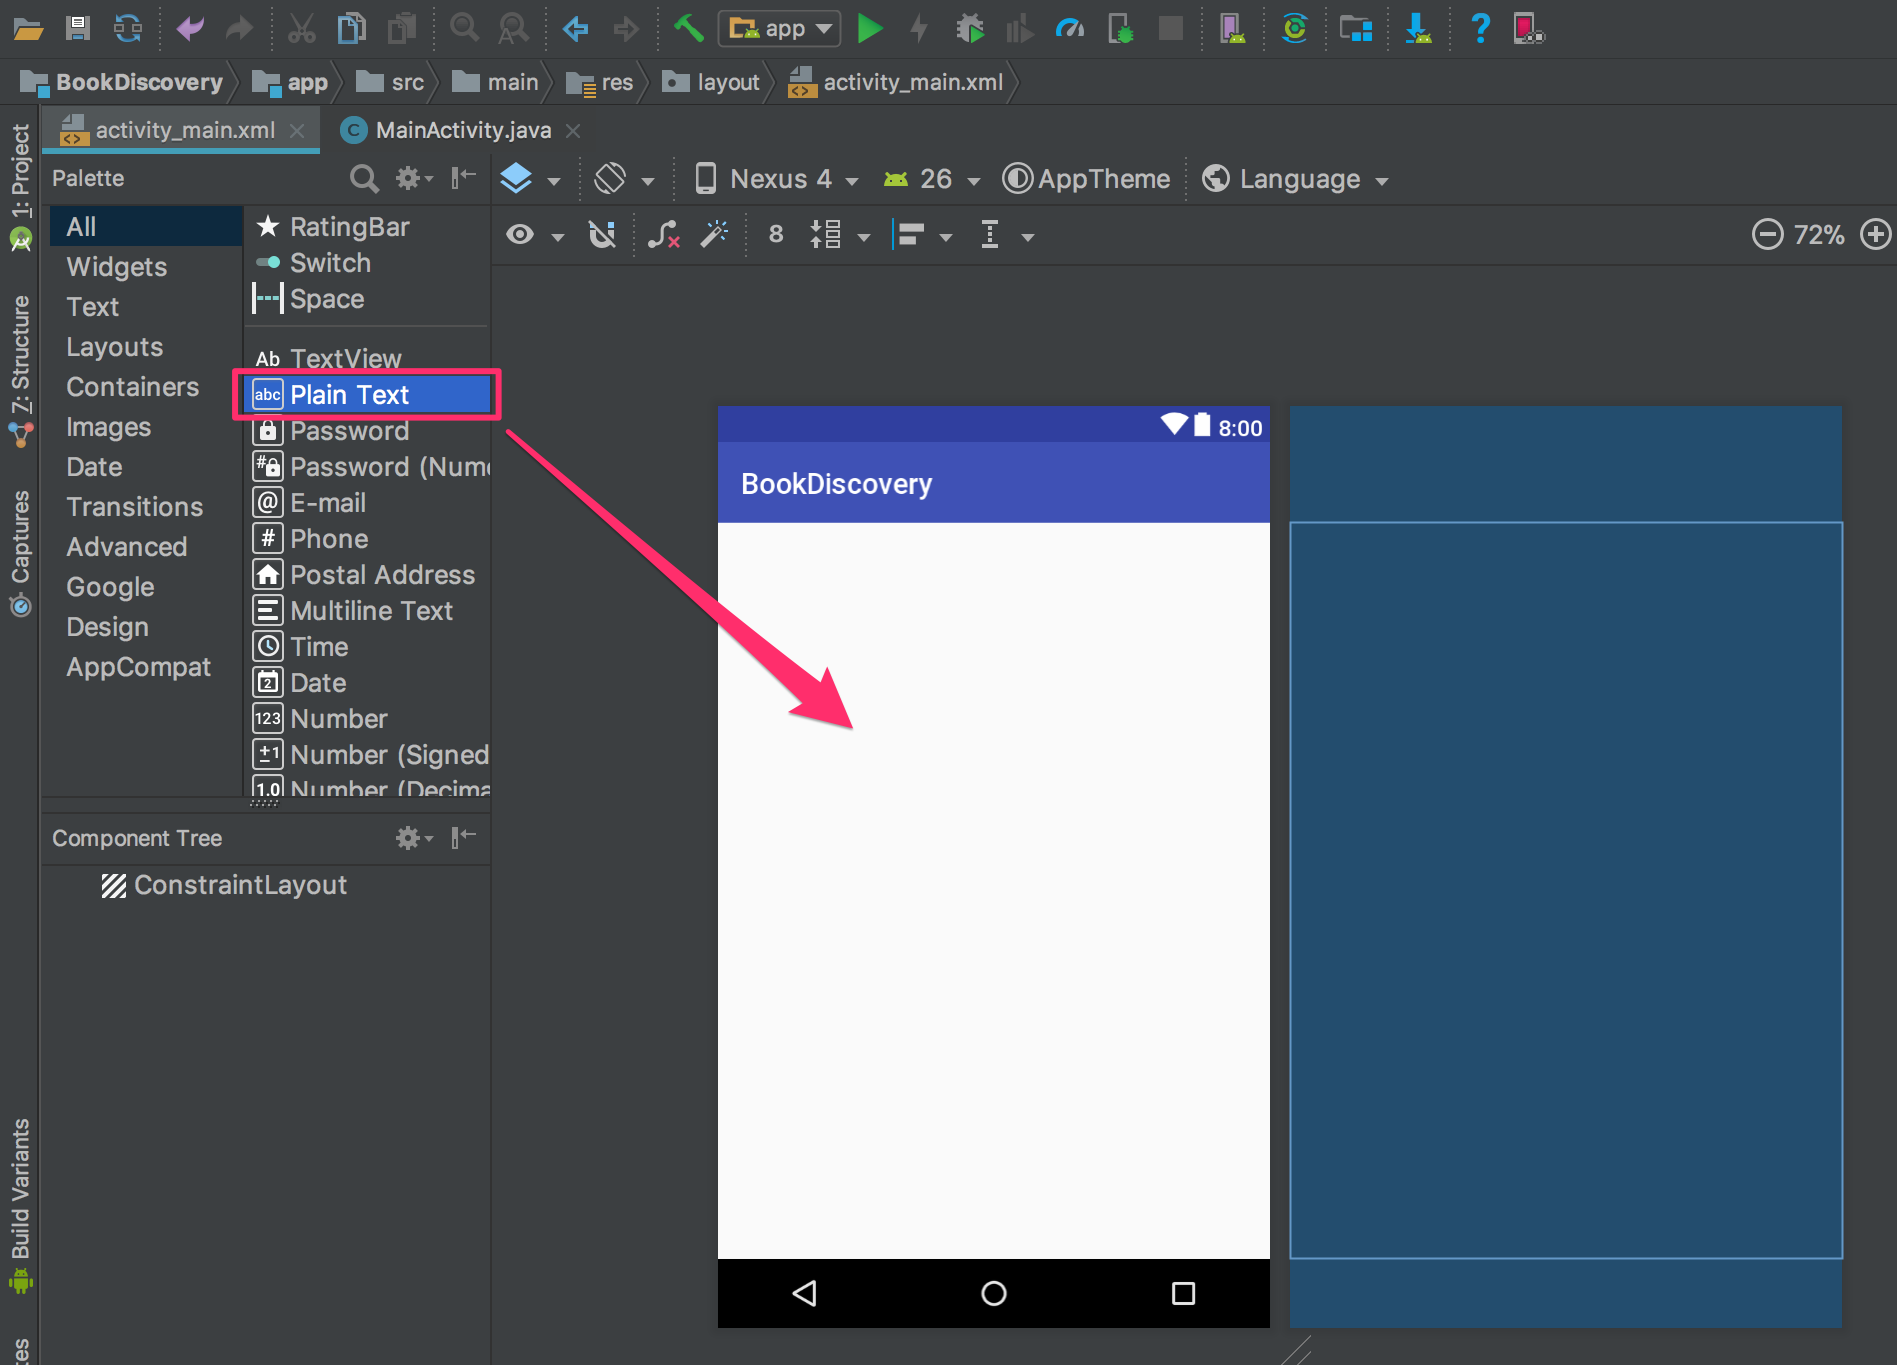 app
BookDiscovery app src main res layout activity_main.xml
activity_main.xml MainActivity.java
Palette
Nexus 4 26 AppTheme Language
8 72%
All
Widgets
Text
Layouts
Containers
Images
Date
Transitions
Advanced
Google
Design
AppCompat
RatingBar
Switch
Space
Ab TextView
abc Plain Text
Password
# Password (Num
@ E-mail
# Phone
Postal Address
Multiline Text
Time
2 Date
123 Number
±1 Number (Signed
1.0 Number (Decima
Component Tree
ConstraintLayout
1: Project
7: Structure
Captures
Build Variants
8:00
BookDiscovery